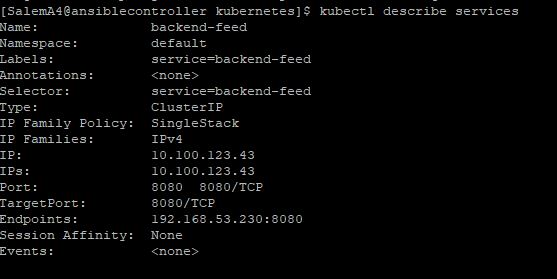 [SalemA4@ansiblecontroller kubernetes]$ kubectl describe services
Name:              backend-feed
Namespace:         default
Labels:            service=backend-feed
Annotations:       <none>
Selector:          service=backend-feed
Type:              ClusterIP
IP Family Policy:  SingleStack
IP Families:       IPv4
IP:                10.100.123.43
IPs:               10.100.123.43
Port:              8080  8080/TCP
TargetPort:        8080/TCP
Endpoints:         192.168.53.230:8080
Session Affinity:  None
Events:            <none>